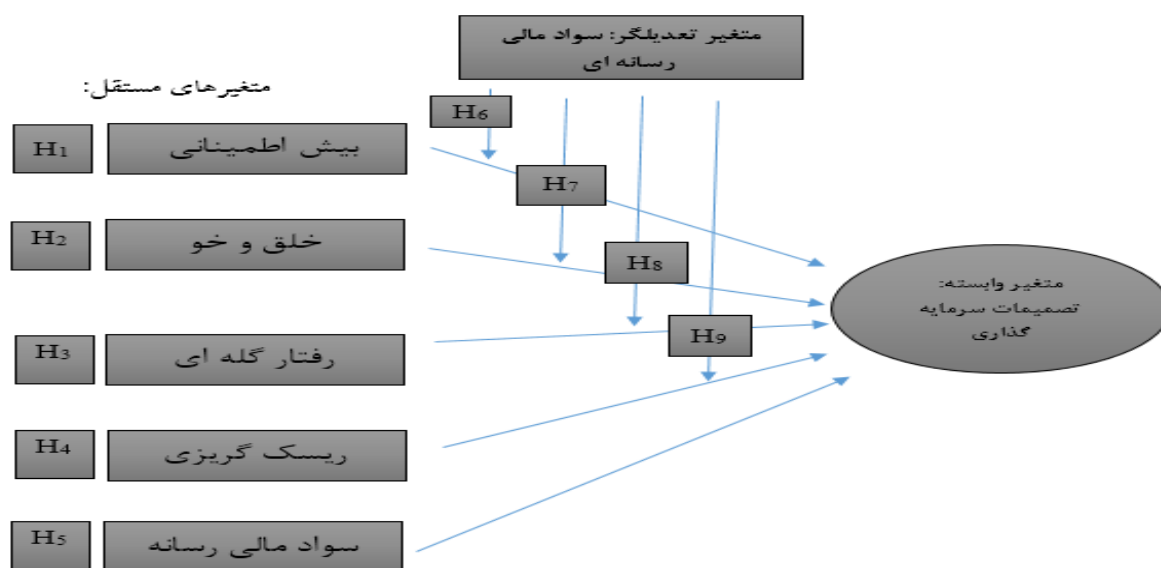 متغیر تعدیلگر: سواد مالی
رسانه ای
متغیرهای مستقل:
H6
H1
بیش اطمینانی
H7
H2
خلق و خو
H8
متغیر وابسته:
تصمیمات سرمایه
گذاری
H9
H3
رفتار گله ای
H4
ریسک گریزی
H5
سواد مالی رسانه